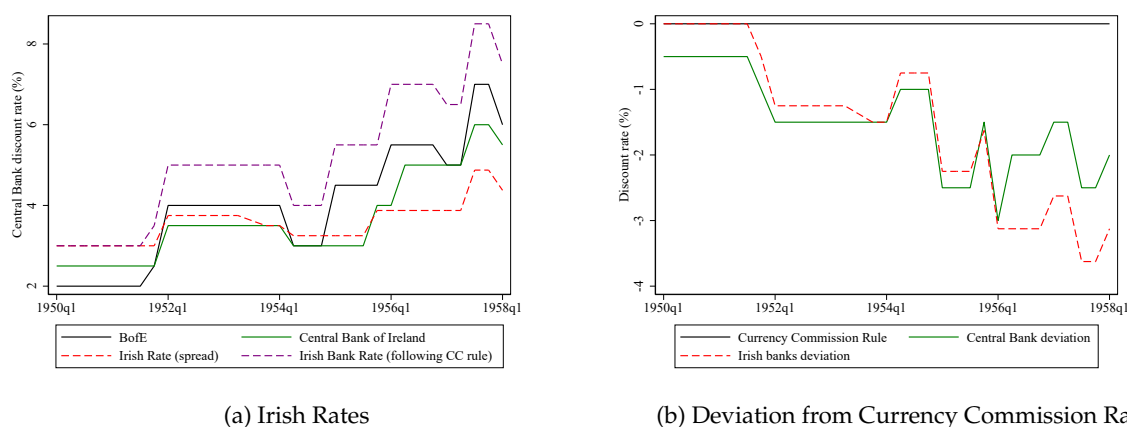 Central Bank discount rate (%)
8
6
4
2
1950q1 1952q1 1954q1 1956q1 1958q1
BofE Central Bank of Ireland
Irish Rate (spread) Irish Bank Rate (following CC rule)
(a) Irish Rates
Discount rate (%)
0
-1
-2
-3
-4
1950q1 1952q1 1954q1 1956q1 1958q1
Currency Commission Rule Central Bank deviation
Irish banks deviation
(b) Deviation from Currency Commission Ra